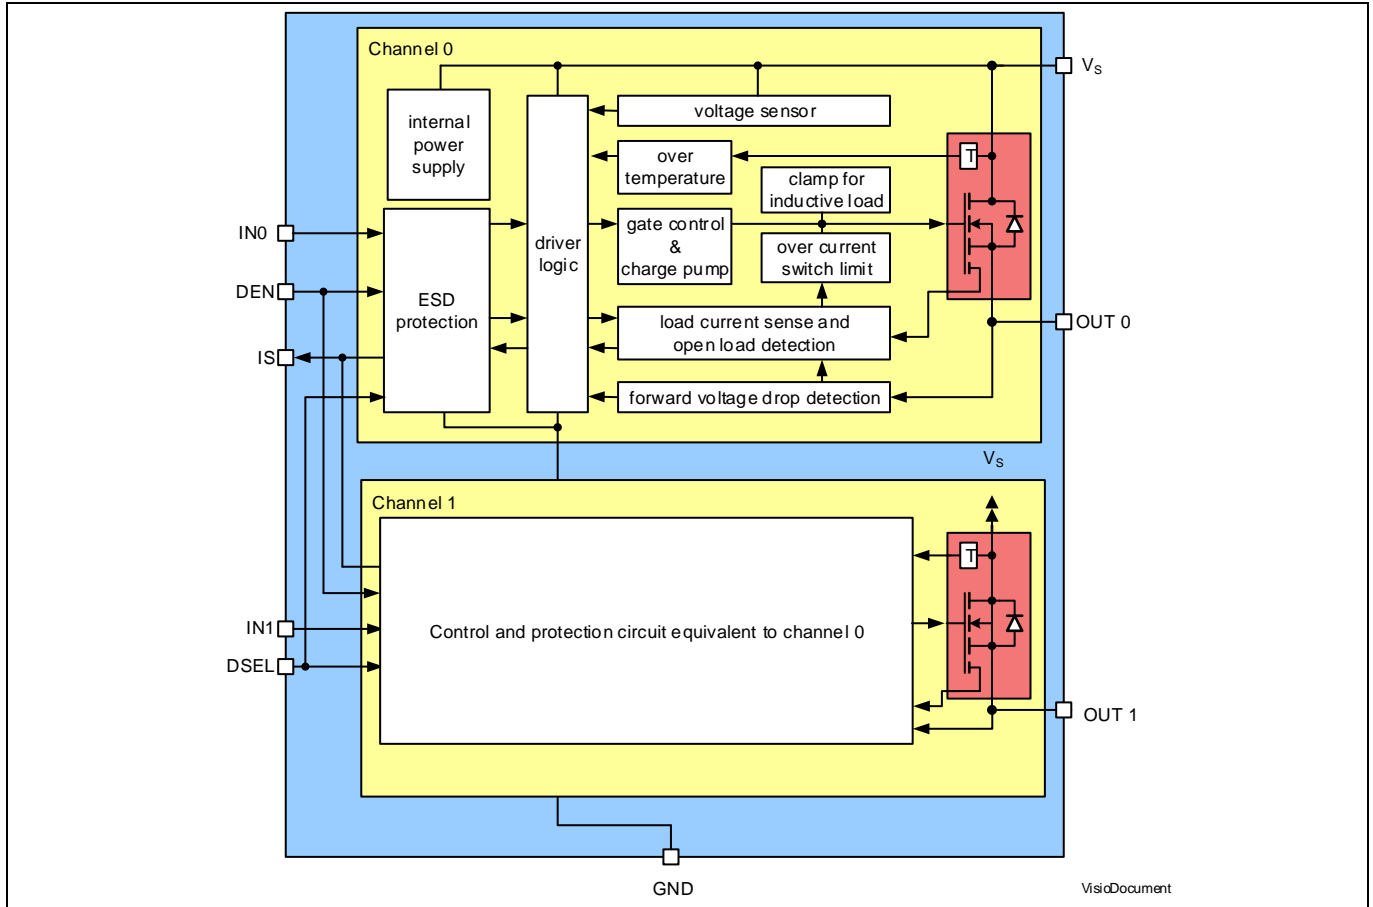 Channel 0
VS
internal
power
supply
voltage sensor
over
temperature
T
clamp for
inductive load
IN0
driver
logic
gate control
&
charge pump
over current
switch limit
DEN
ESD
protection
load current sense and
open load detection
OUT 0
IS
forward voltage drop detection
VS
Channel 1
T
IN1
Control and protection circuit equivalent to channel 0
DSEL
OUT 1
GND
VisioDocument